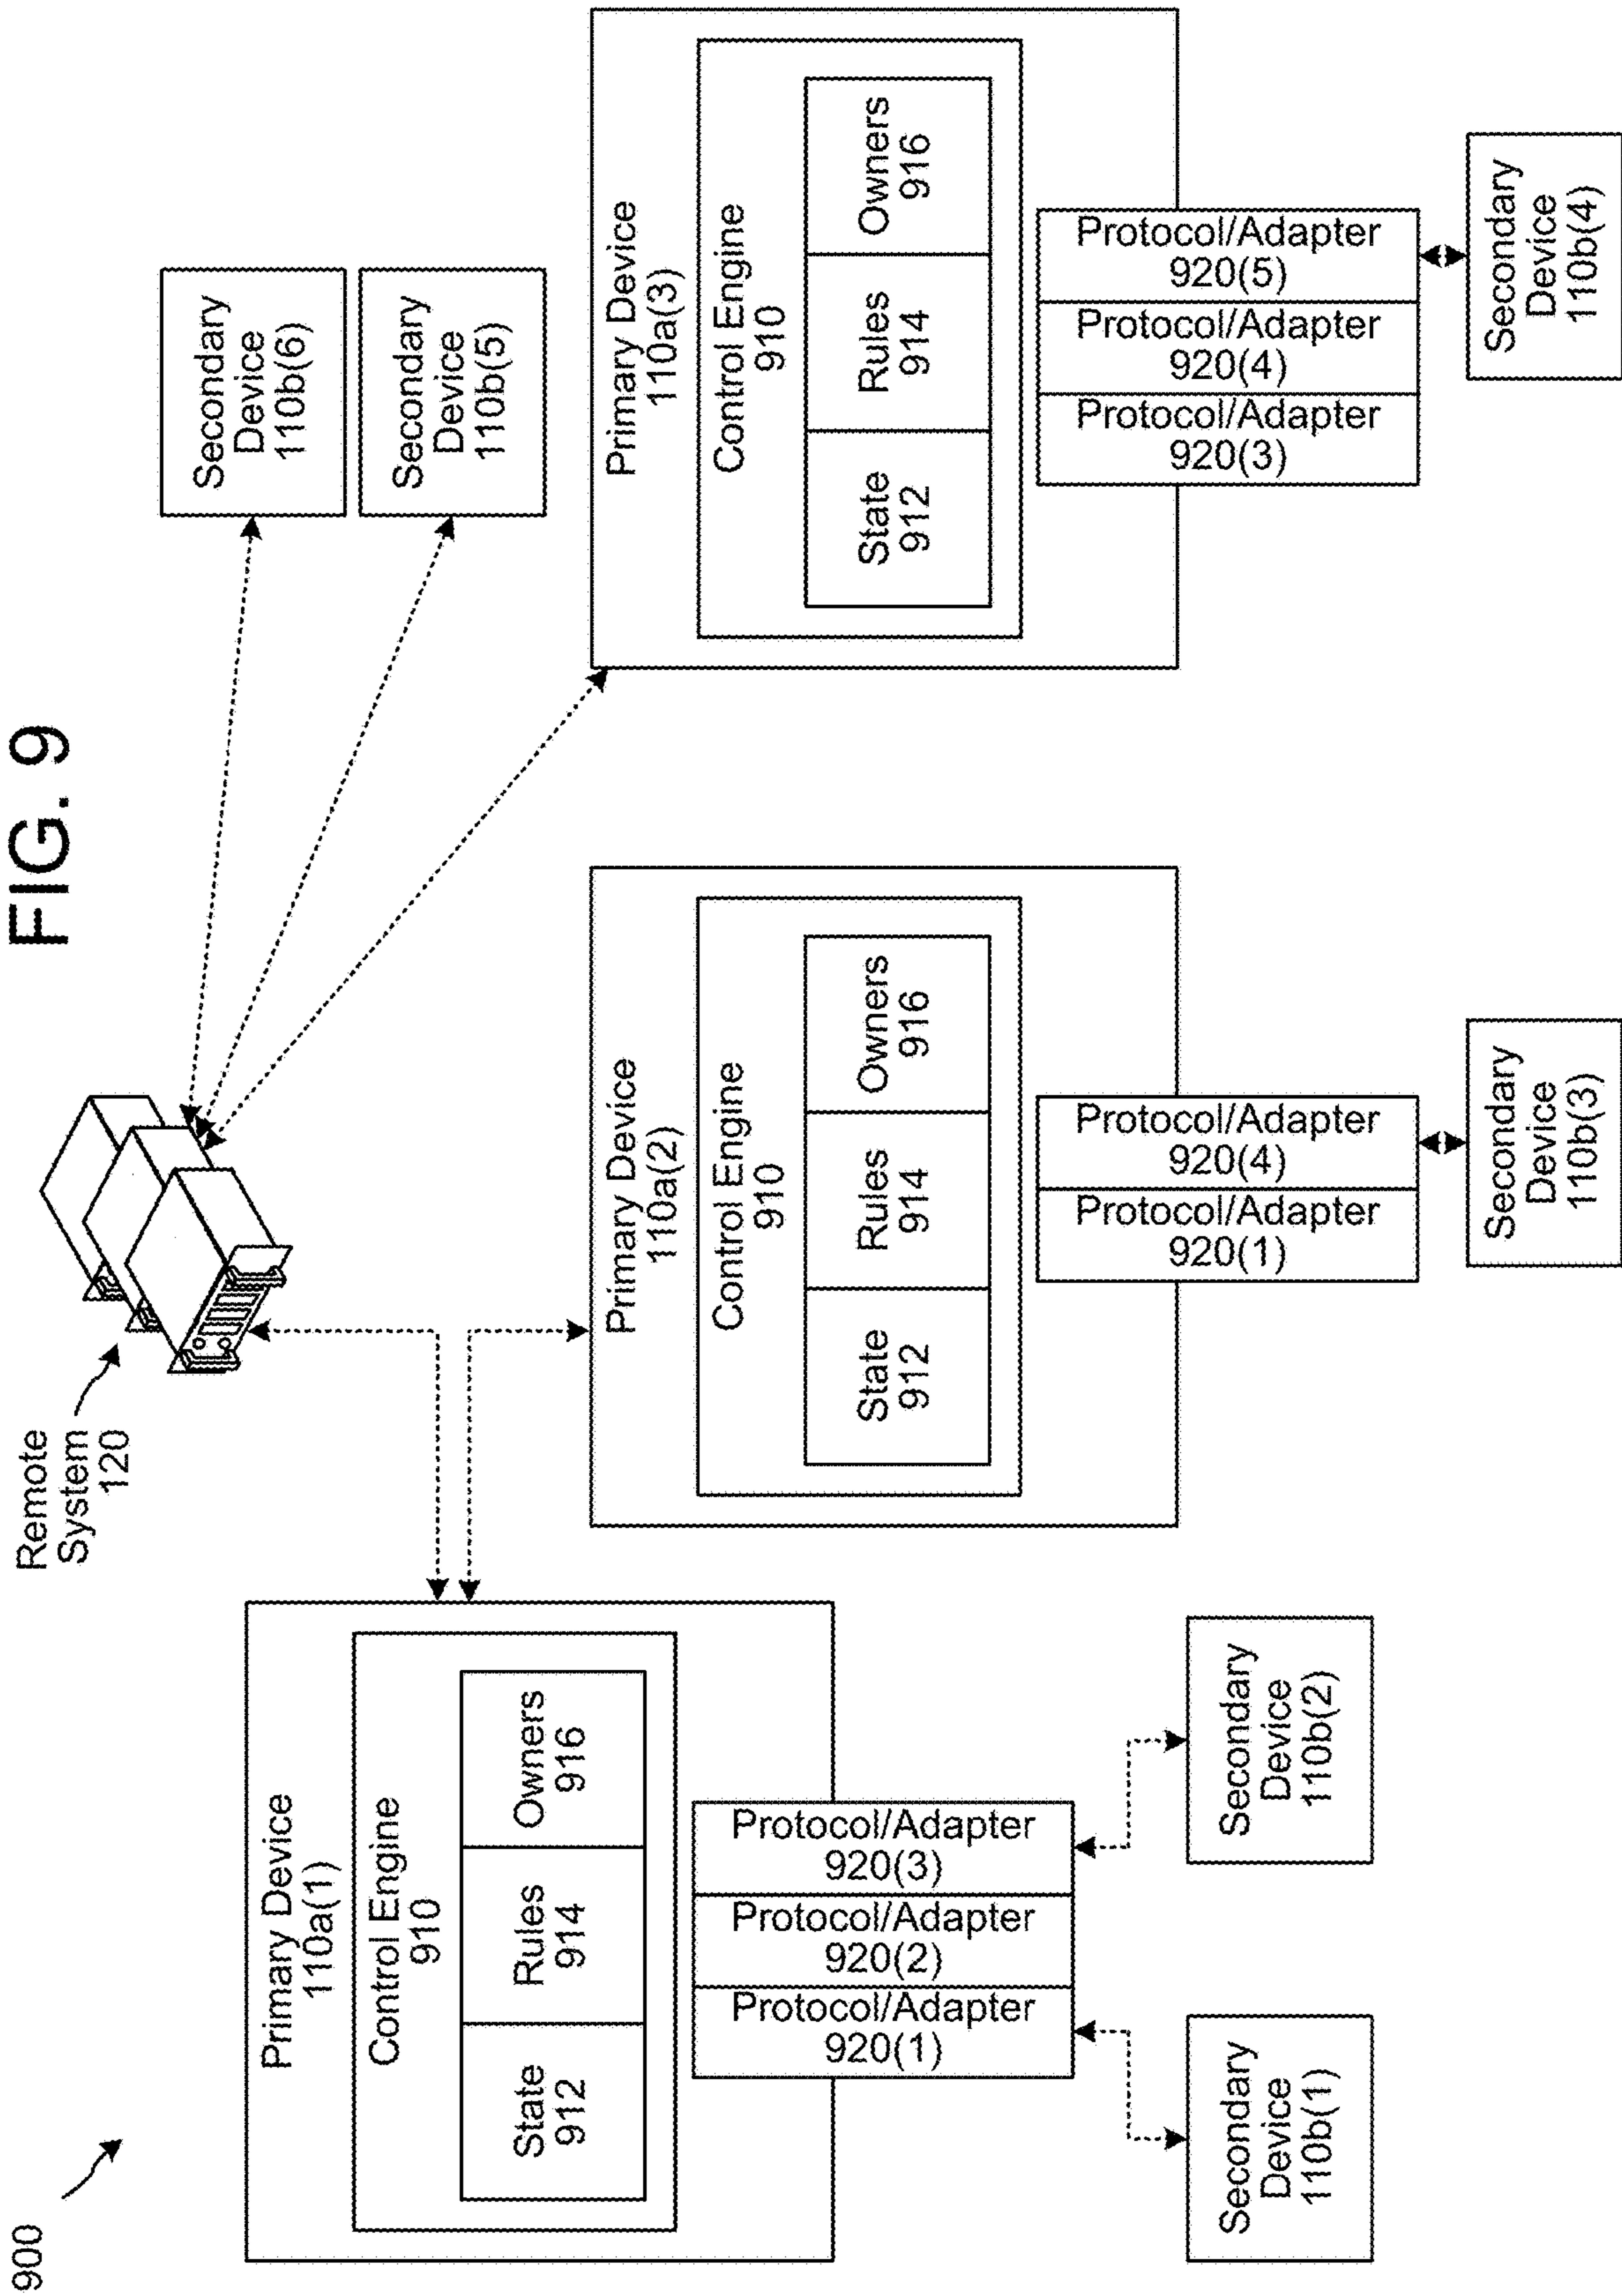 FIG. 9
900
Remote
System
120
Primary Device
110a(1)
Control Engine
910
State
912
Rules
914
Owners
916
Protocol/Adapter
920(1)
Protocol/Adapter
920(2)
Protocol/Adapter
920(3)
Secondary
Device
110b(1)
Secondary
Device
110b(2)
Primary Device
110a(2)
Control Engine
910
State
912
Rules
914
Owners
916
Protocol/Adapter
920(1)
Protocol/Adapter
920(4)
Secondary
Device
110b(3)
Secondary
Device
110b(6)
Secondary
Device
110b(5)
Primary Device
110a(3)
Control Engine
910
State
912
Rules
914
Owners
916
Protocol/Adapter
920(3)
Protocol/Adapter
920(4)
Protocol/Adapter
920(5)
Secondary
Device
110b(4)